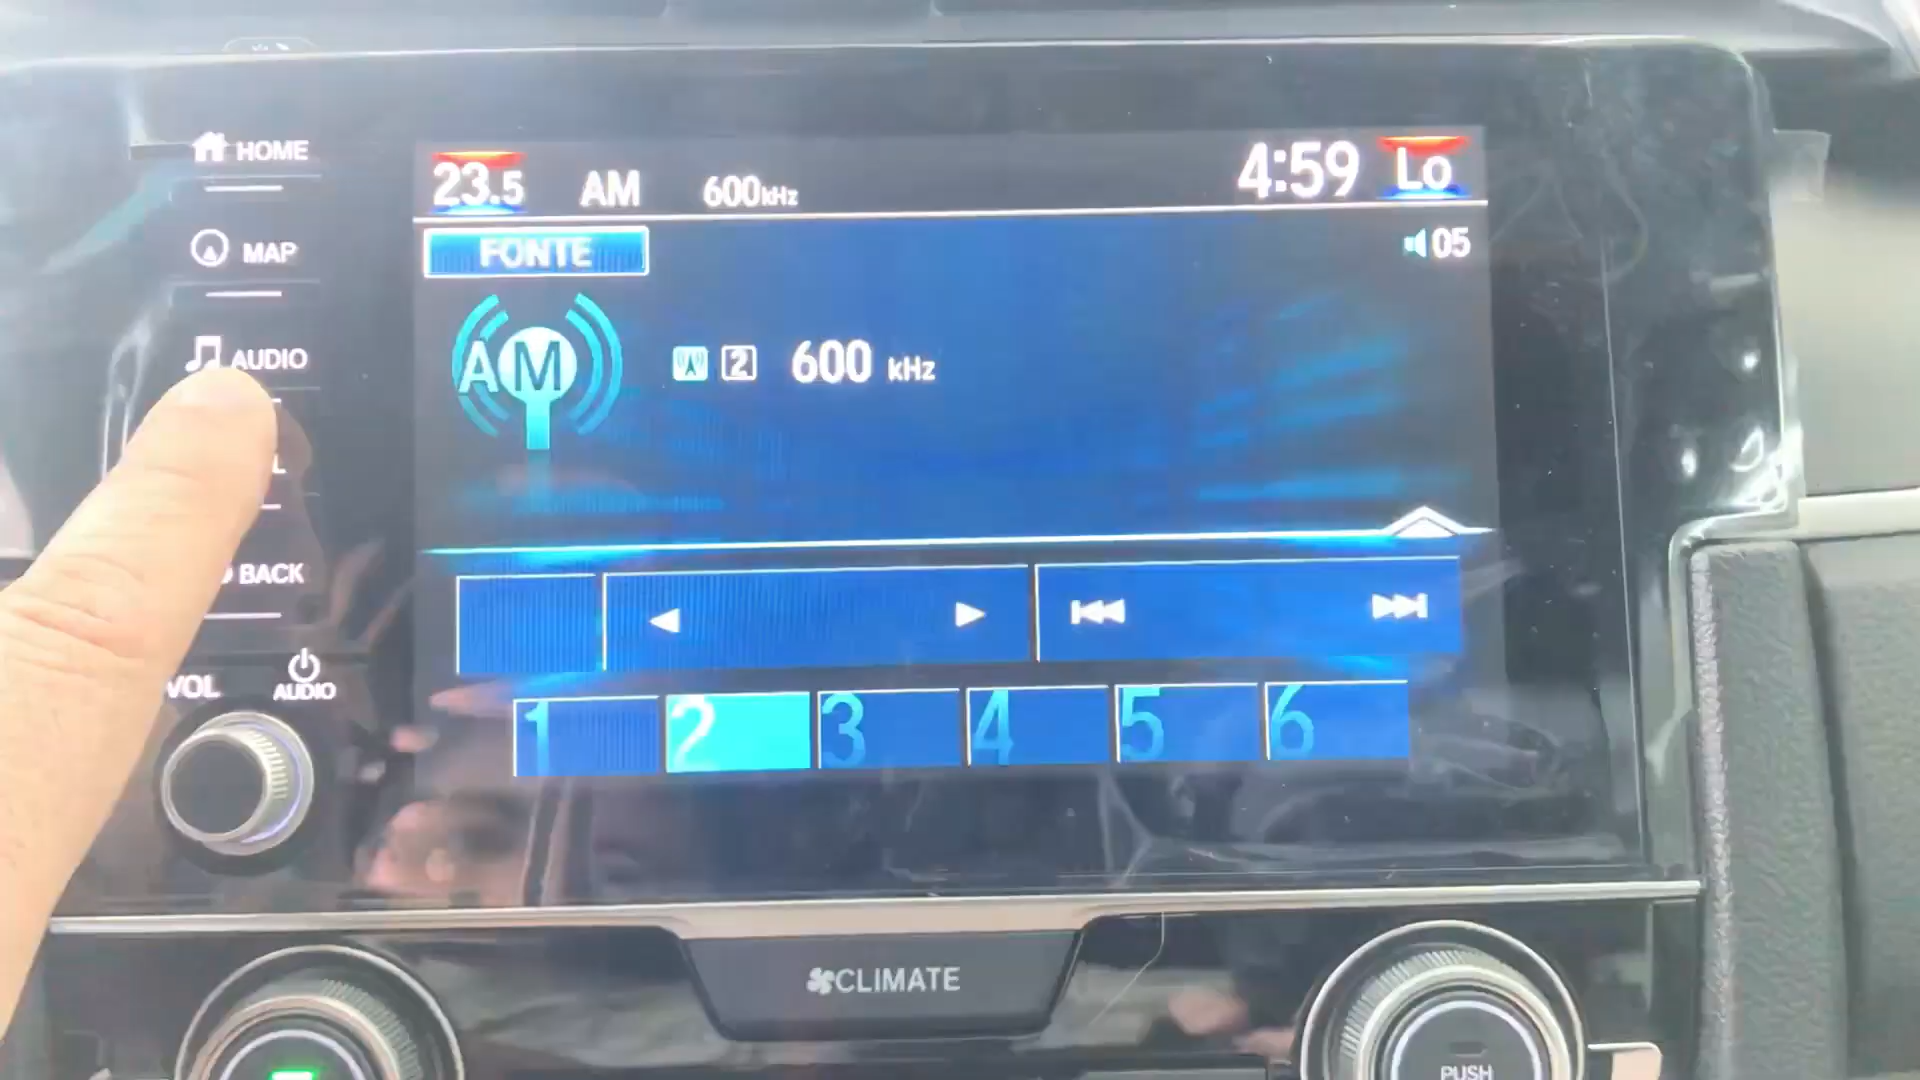 HOME
MAP
AUDIO
BACK
VOL
AUDIO
23.5 AM 600kHz 4:59 Lo
FONTE
05
AM
2 600 kHz
1 2 3 4 5 6
CLIMATE
PUSH